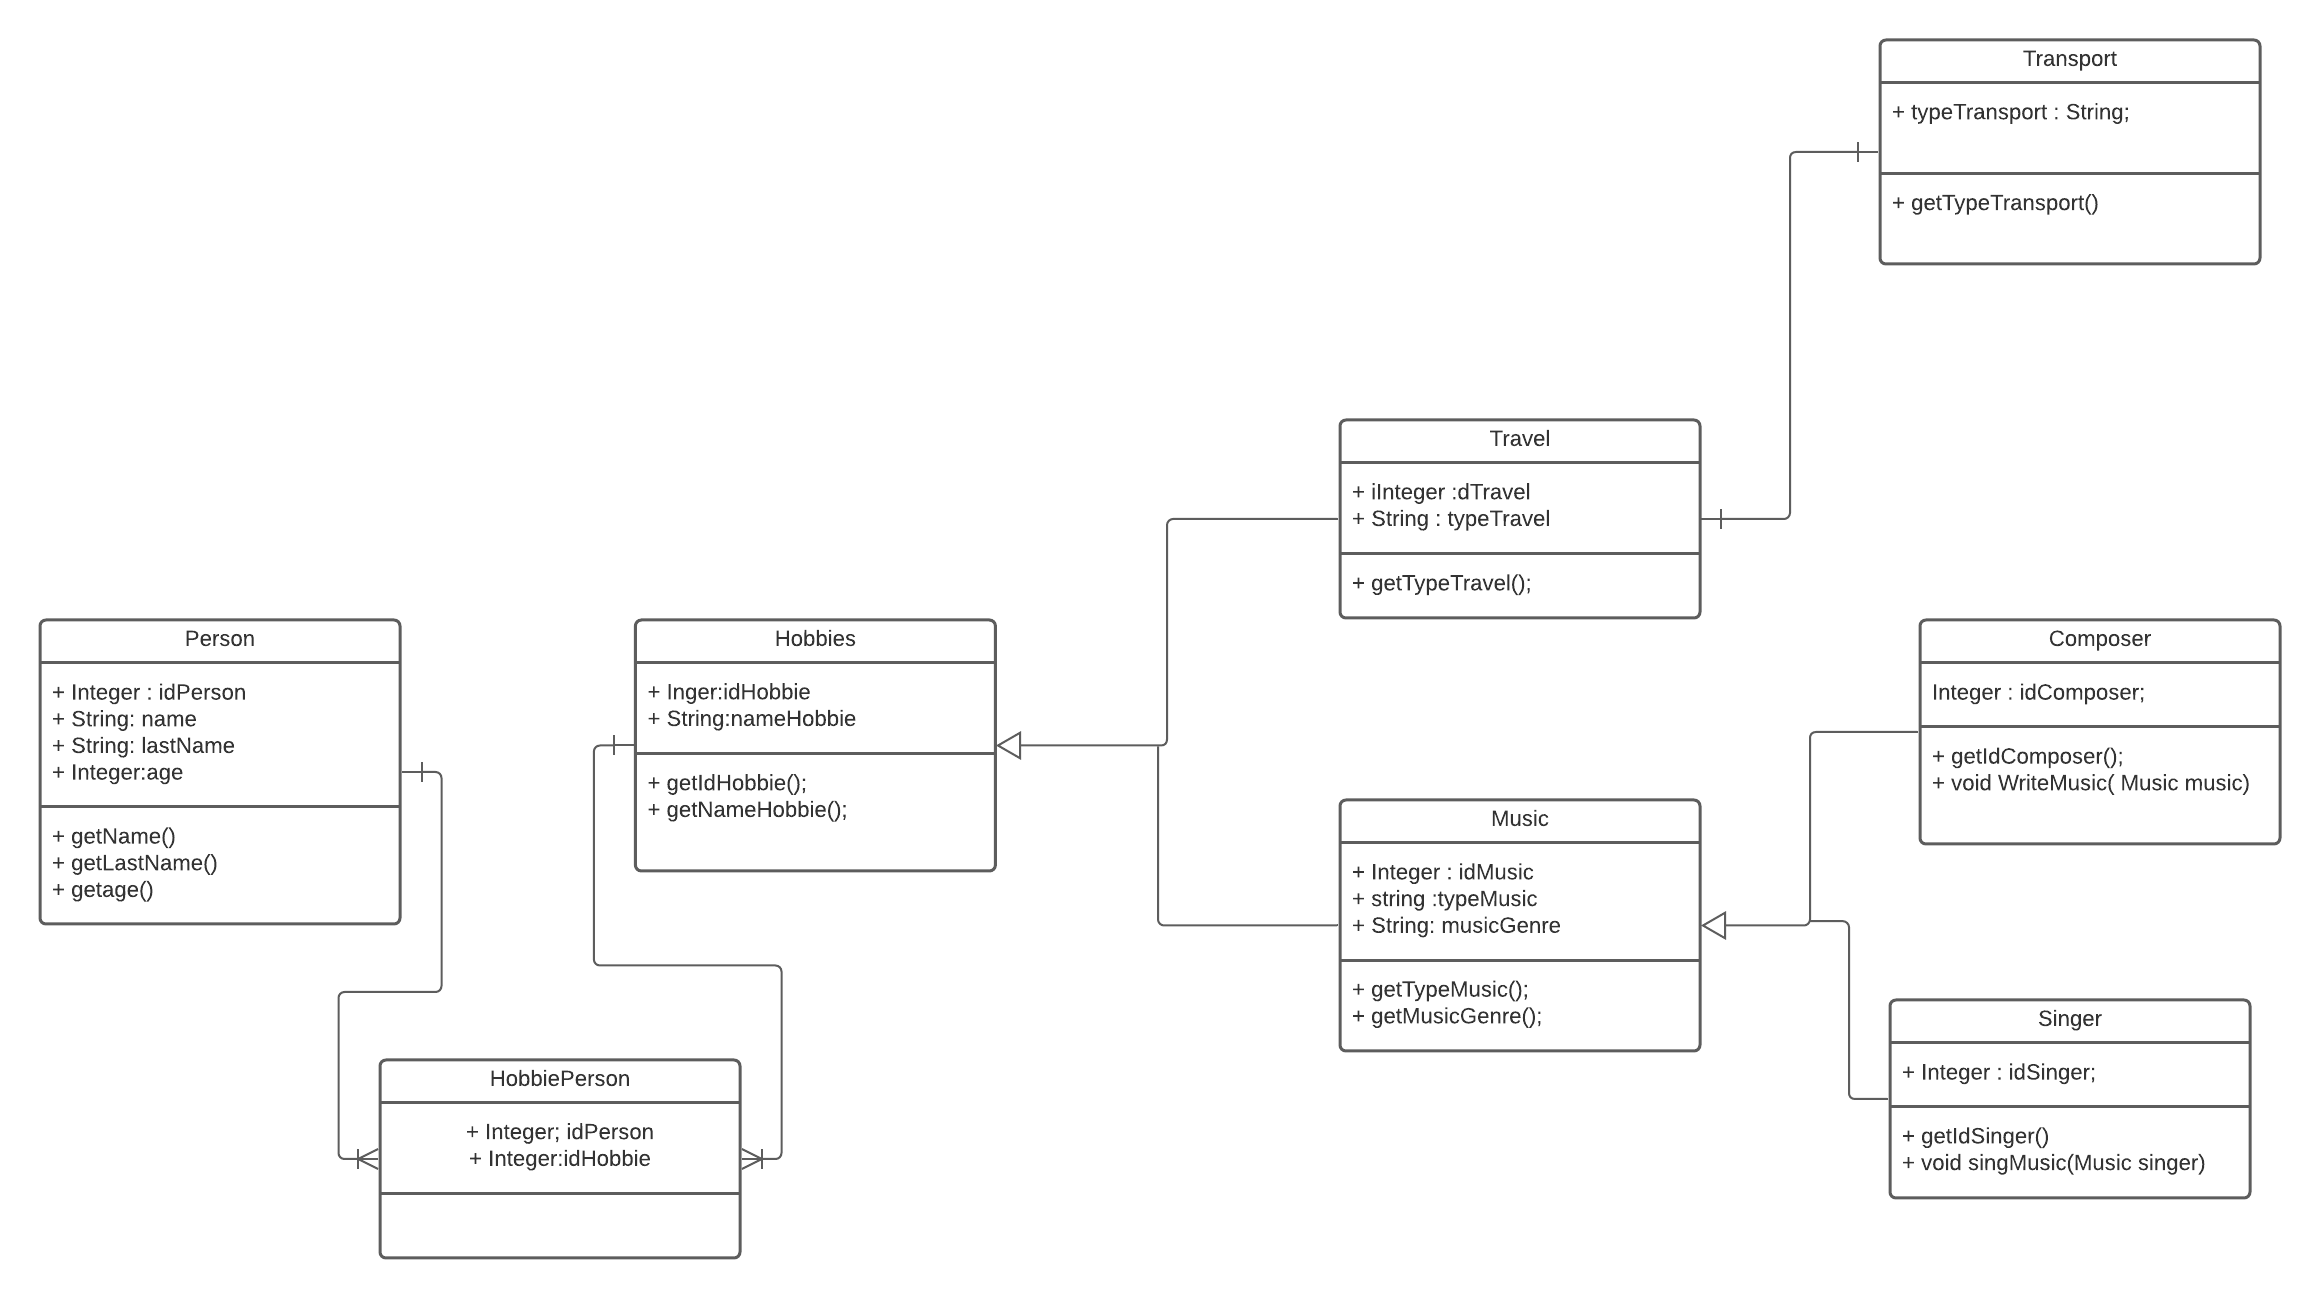 Transport
+ typeTransport : String;
+ getTypeTransport()
Travel
+ iInteger :dTravel
+ String : typeTravel
+ getTypeTravel();
Person
+ Integer : idPerson
+ String: name
+ String: lastName
+ Integer:age
+ getName()
+ getLastName()
+ getage()
Hobbies
+ Inger:idHobbie
+ String:nameHobbie
+ getIdHobbie();
+ getNameHobbie();
Composer
Integer : idComposer;
+ getIdComposer();
+ void WriteMusic( Music music)
Music
+ Integer : idMusic
+ string :typeMusic
+ String: musicGenre
+ getTypeMusic();
+ getMusicGenre();
Singer
+ Integer : idSinger;
+ getIdSinger()
+ void singMusic(Music singer)
HobbiePerson
+ Integer; idPerson
+ Integer:idHobbie